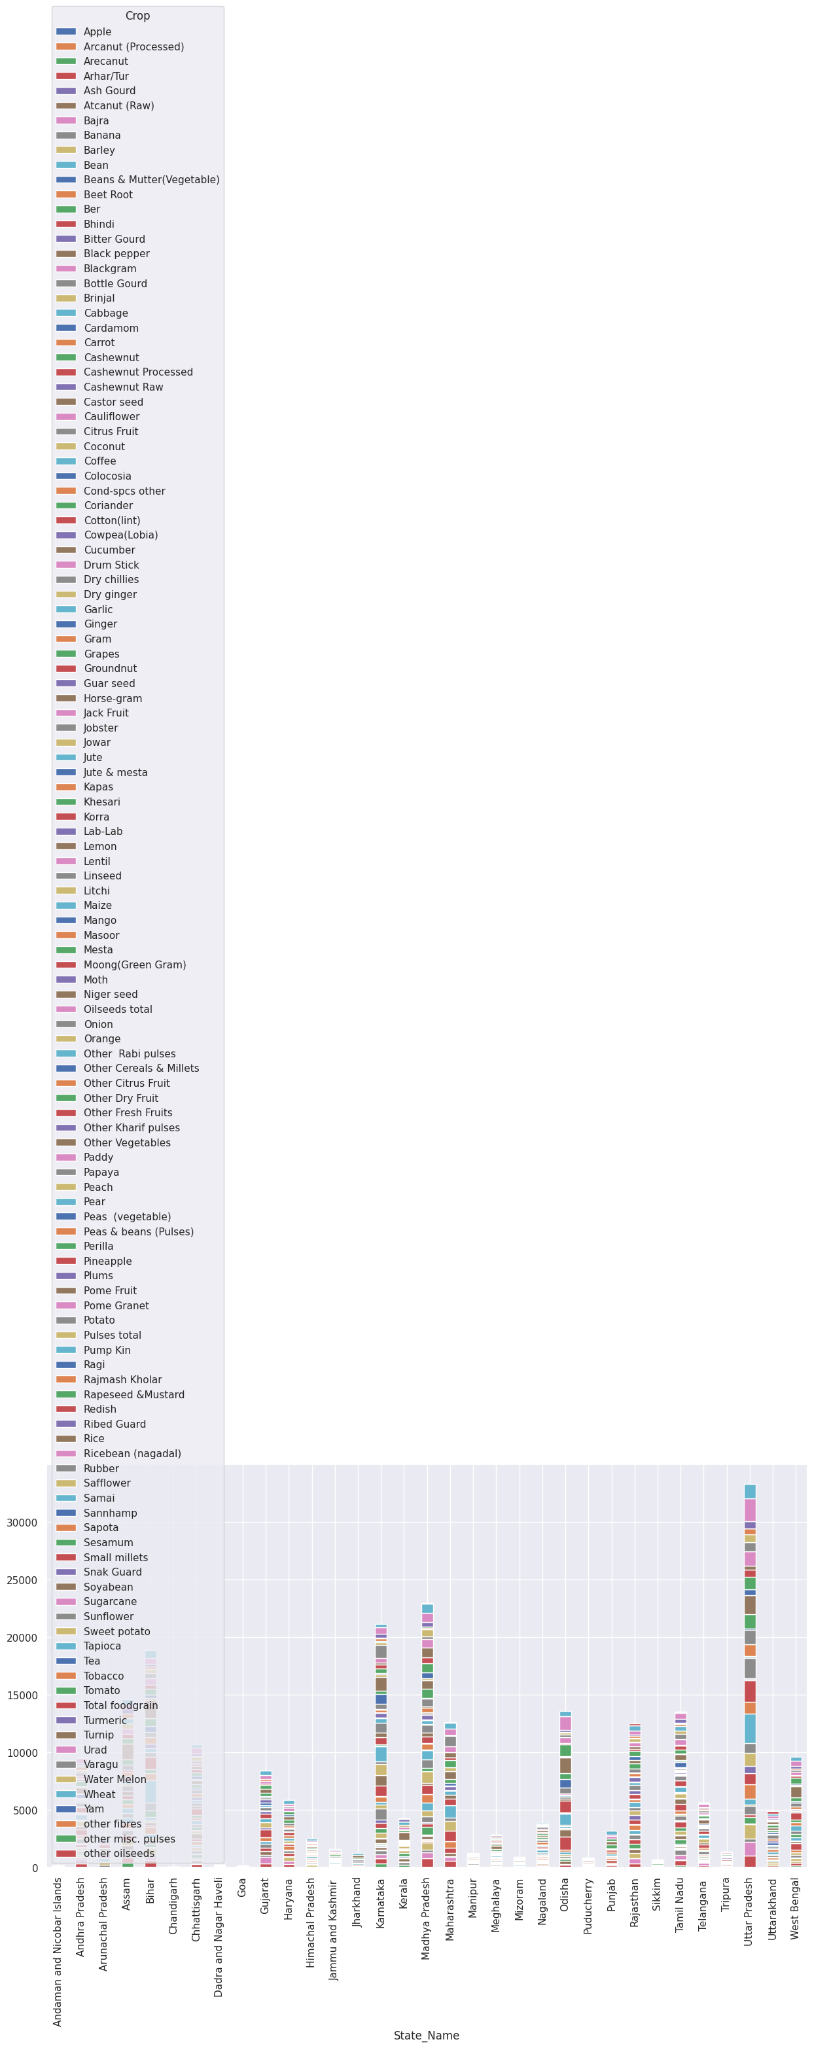 Crop
Apple
Arcanut (Processed)
Arecanut
Arhar/Tur
Ash Gourd
Atcanut (Raw)
Bajra
Banana
Barley
Bean
Beans & Mutter(Vegetable)
Beet Root
Ber
Bhindi
Bitter Gourd
Black pepper
Blackgram
Bottle Gourd
Brinjal
Cabbage
Cardamom
Carrot
Cashewnut
Cashewnut Processed
Cashewnut Raw
Castor seed
Cauliflower
Citrus Fruit
Coconut
Coffee
Colocosia
Cond-spcs other
Coriander
Cotton(lint)
Cowpea(Lobia)
Cucumber
Drum Stick
Dry chillies
Dry ginger
Garlic
Ginger
Gram
Grapes
Groundnut
Guar seed
Horse-gram
Jack Fruit
Jobster
Jowar
Jute
Jute & mesta
Kapas
Khesari
Korra
Lab-Lab
Lemon
Lentil
Linseed
Litchi
Maize
Mango
Masoor
Mesta
Moong(Green Gram)
Moth
Niger seed
Oilseeds total
Onion
Orange
Other  Rabi pulses
Other Cereals & Millets
Other Citrus Fruit
Other Dry Fruit
Other Fresh Fruits
Other Kharif pulses
Other Vegetables
Paddy
Papaya
Peach
Pear
Peas  (vegetable)
Peas & beans (Pulses)
Perilla
Pineapple
Plums
Pome Fruit
Pome Granet
Potato
Pulses total
Pump Kin
Ragi
Rajmash Kholar
Rapeseed &Mustard
Redish
Ribed Guard
Rice
Ricebean (nagadal)
Rubber
Safflower
Samai
Sannhamp
Sapota
Sesamum
Small millets
Snak Guard
Soyabean
Sugarcane
Sunflower
Sweet potato
Tapioca
Tea
Tobacco
Tomato
Total foodgrain
Turmeric
Turnip
Urad
Varagu
Water Melon
Wheat
Yam
other fibres
other misc. pulses
other oilseeds
30000
25000
20000
15000
10000
5000
0
Andaman and Nicobar Islands
Andhra Pradesh
Arunachal Pradesh
Assam
Bihar
Chandigarh
Chhattisgarh
Dadra and Nagar Haveli
Goa
Gujarat
Haryana
Himachal Pradesh
Jammu and Kashmir
Jharkhand
Karnataka
Kerala
Madhya Pradesh
Maharashtra
Manipur
Meghalaya
Mizoram
Nagaland
Odisha
Puducherry
Punjab
Rajasthan
Sikkim
Tamil Nadu
Telangana
Tripura
Uttar Pradesh
Uttarakhand
West Bengal
State_Name